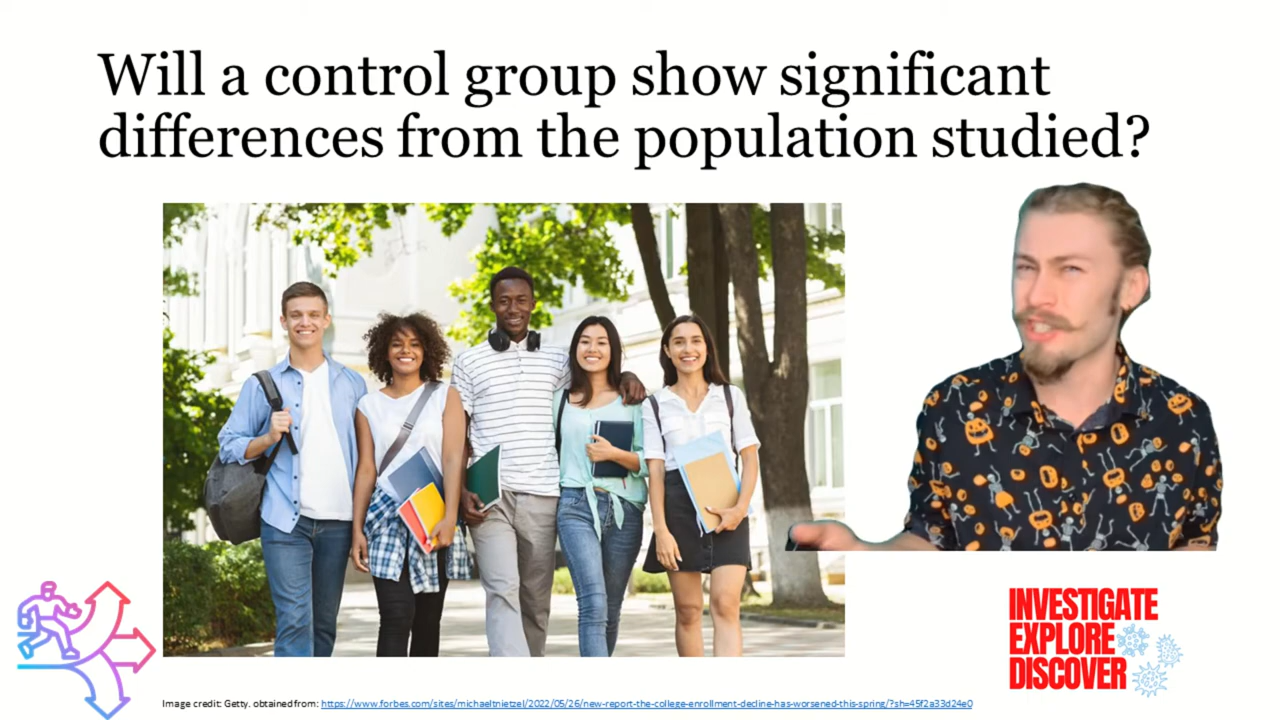 Will a control group show significant
differences from the population studied?
INVESTIGATE
EXPLORE
DISCOVER
Image credit: Getty. obtained from: https://www.forbes.com/sites/michaeltnietzel/2022/05/26/new-report-the-college-enrollment-decline-has-worsened-this-spring/?sh=45f2a33d24e0